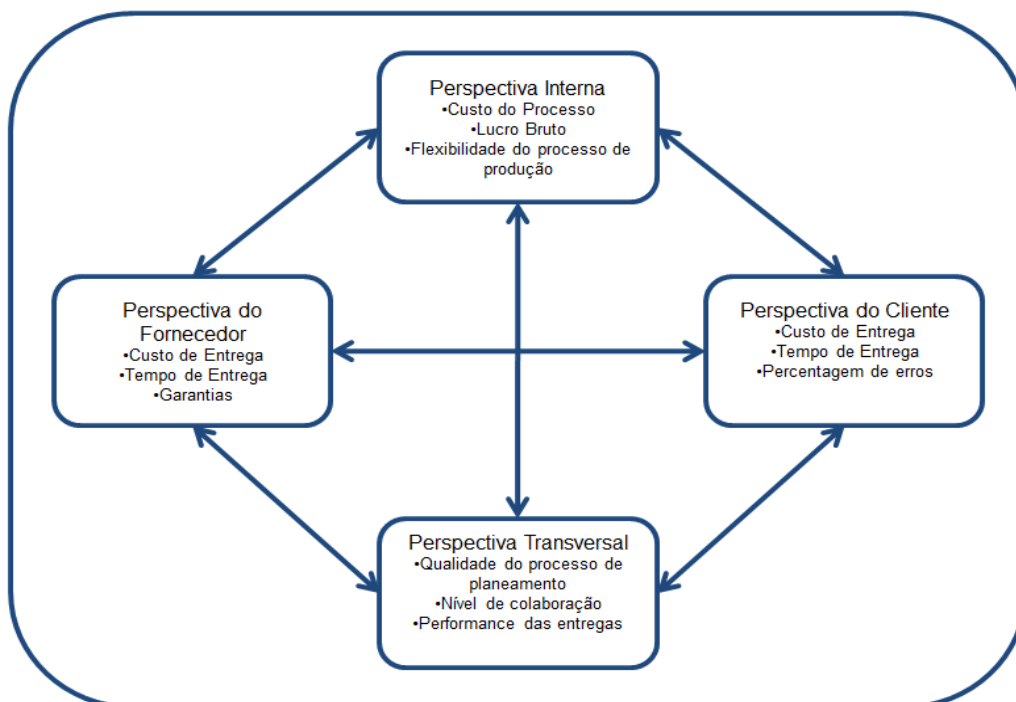 Perspectiva Interna
•Custo do Processo
•Lucro Bruto
•Flexibilidade do processo de
produção
Perspectiva do
Fornecedor
•Custo de Entrega
•Tempo de Entrega
•Garantias
Perspectiva do Cliente
•Custo de Entrega
•Tempo de Entrega
•Percentagem de erros
Perspectiva Transversal
•Qualidade do processo de
planeamento
•Nível de colaboração
•Performance das entregas